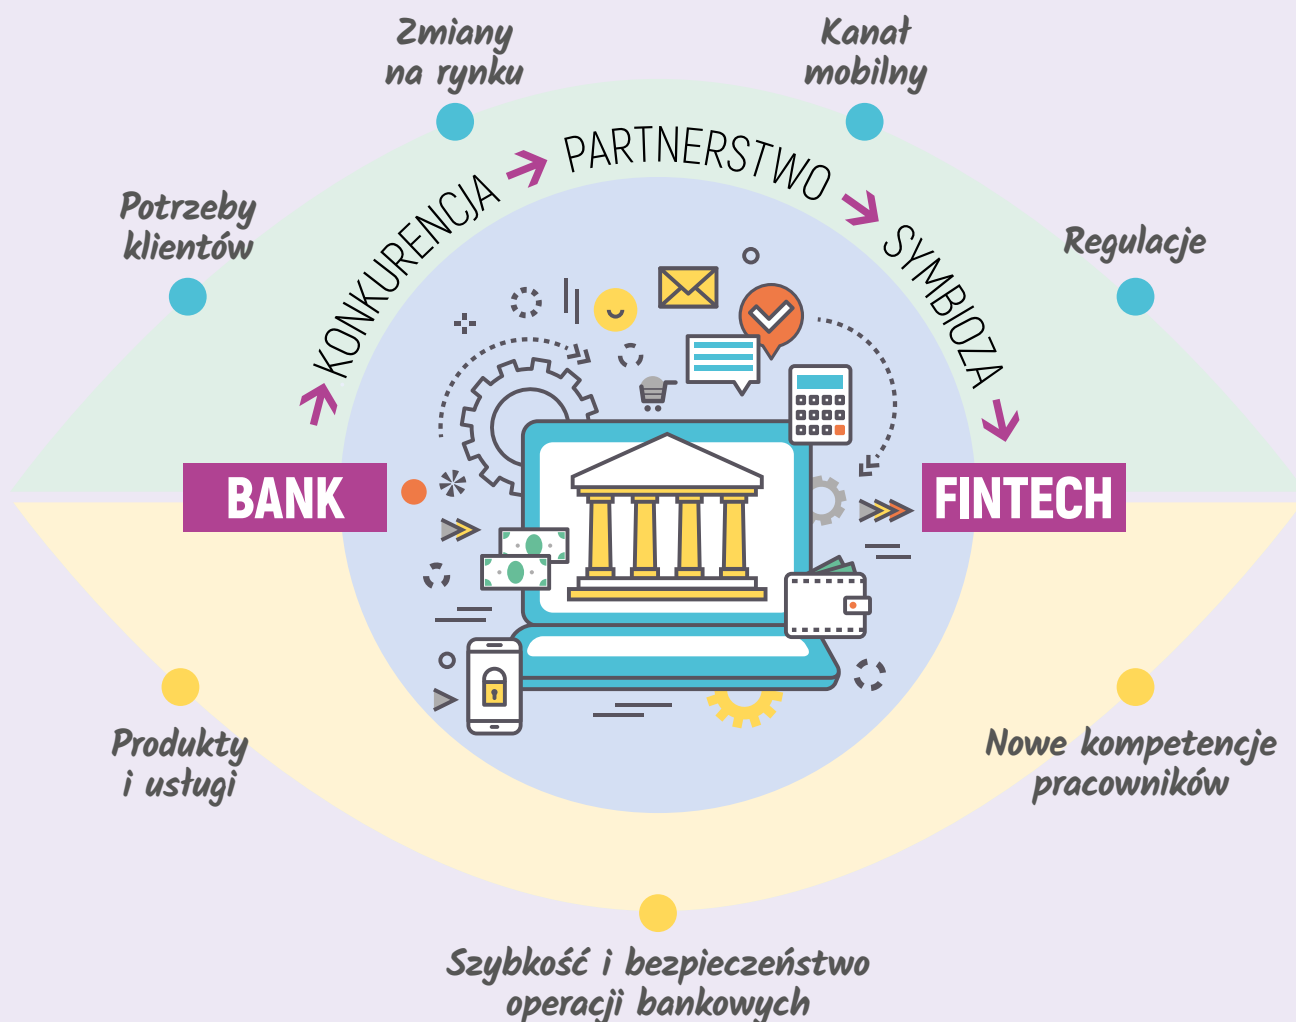 Zmiany
na rynku
Kanał
mobilny
Potrzeby
klientów
Regulacje
KONKURENCJA
PARTNERSTWO
SYMBIOZA
BANK
FINTECH
Produkty
i usługi
Nowe kompetencje
pracowników
Szybkość i bezpieczeństwo
operacji bankowych